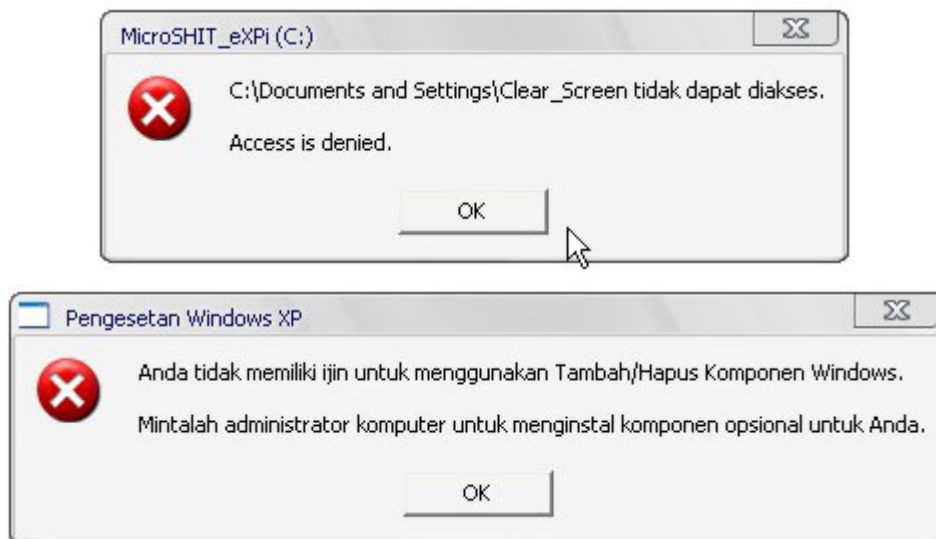 MicroSHIT_eXPi (C:)
C:\Documents and Settings\Clear_Screen tidak dapat diakses.
Access is denied.
OK
Pengesetan Windows XP
Anda tidak memiliki ijin untuk menggunakan Tambah/Hapus Komponen Windows.
Mintalah administrator komputer untuk menginstal komponen opsional untuk Anda.
OK